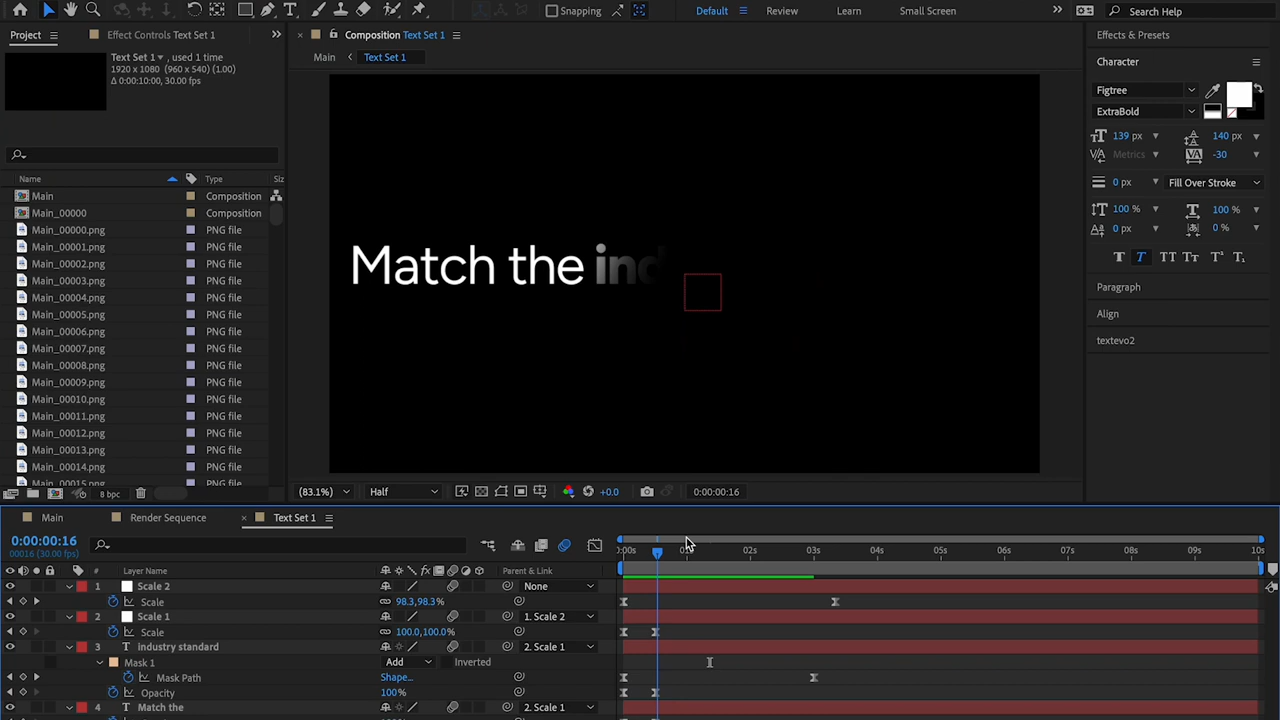 Snapping
Default
Review
Learn
Small Screen
Search Help
Project
Effect Controls Text Set 1
Composition Text Set 1
Effects & Presets
Main
Text Set 1
Text Set 1 , used 1 time
1920 x 1080 (960 x 540) (1.00)
Δ 0:00:10:00, 30.00 fps
Character
Figtree
ExtraBold
139 px
140 px
Metrics
-30
0 px
Fill Over Stroke
100 %
100 %
0 px
0 %
T T TT Tr T¹ T₁
Paragraph
Align
textevo2
Name Type Siz
Main Composition
Main_00000 Composition
Main_00000.png PNG file
Main_00001.png PNG file
Main_00002.png PNG file
Main_00003.png PNG file
Main_00004.png PNG file
Main_00005.png PNG file
Main_00006.png PNG file
Main_00007.png PNG file
Main_00008.png PNG file
Main_00009.png PNG file
Main_00010.png PNG file
Main_00011.png PNG file
Main_00012.png PNG file
Main_00013.png PNG file
Main_00014.png PNG file
Main_00015.png PNG file
8 bpc
Match the ind
(83.1%)
Half
+0.0
0:00:00:16
Main
Render Sequence
Text Set 1
0:00:00:16
00016 (30.00 fps)
# Layer Name
Parent & Link
:00s 02s 03s 04s 05s 06s 07s 08s 09s 10s
1 Scale 2 None
Scale 98.3,98.3%
2 Scale 1 1. Scale 2
Scale 100.0,100.0%
3 T industry standard 2. Scale 1
Mask 1 Add Inverted
Mask Path Shape...
Opacity 100%
4 T Match the 2. Scale 1